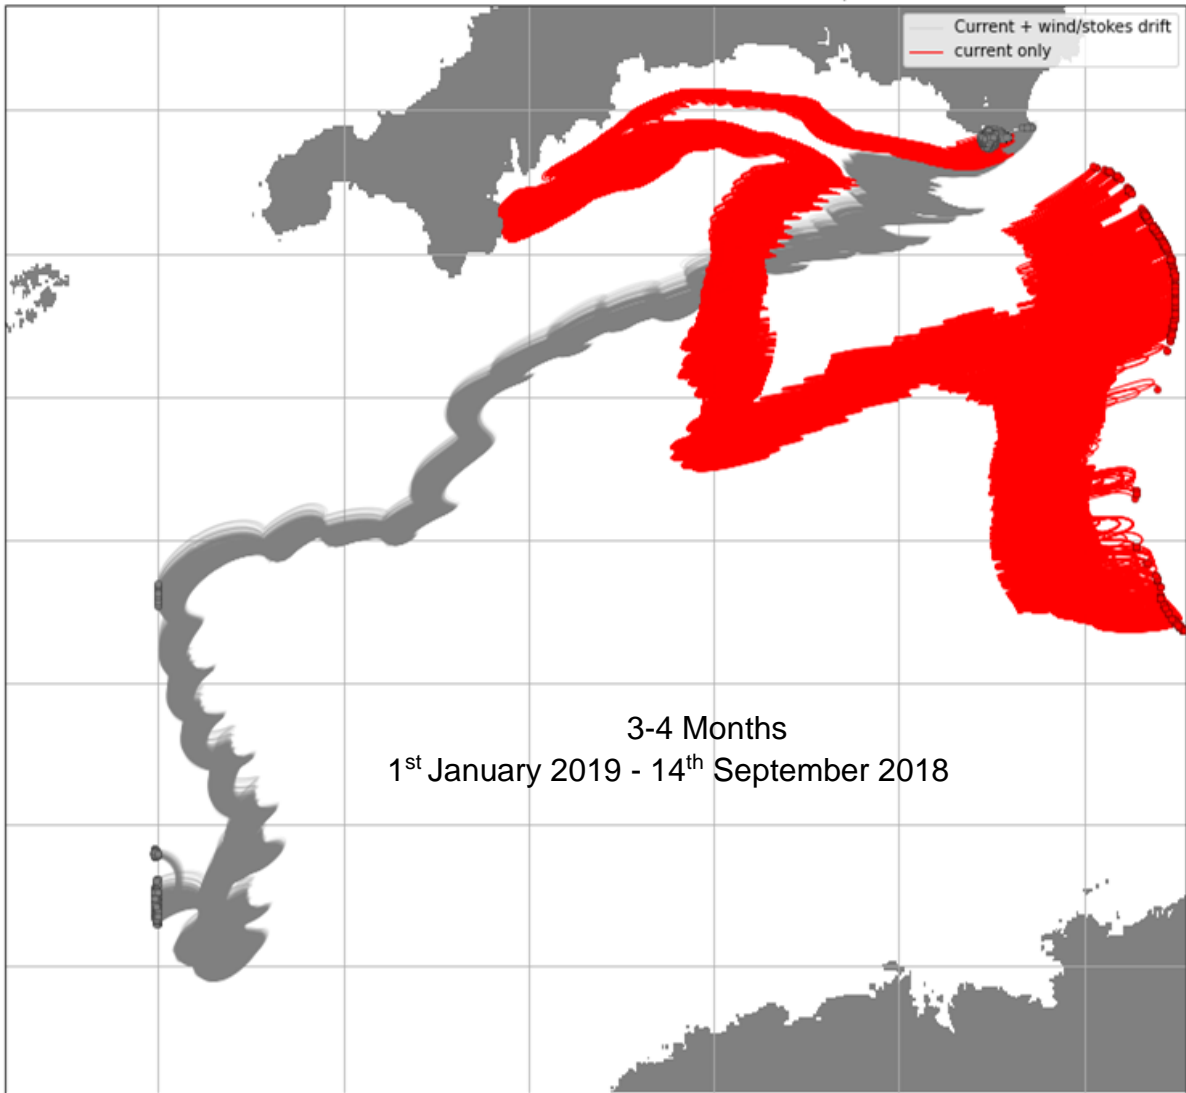 Current + wind/stokes drift
current only
3-4 Months
1st January 2019 - 14th September 2018